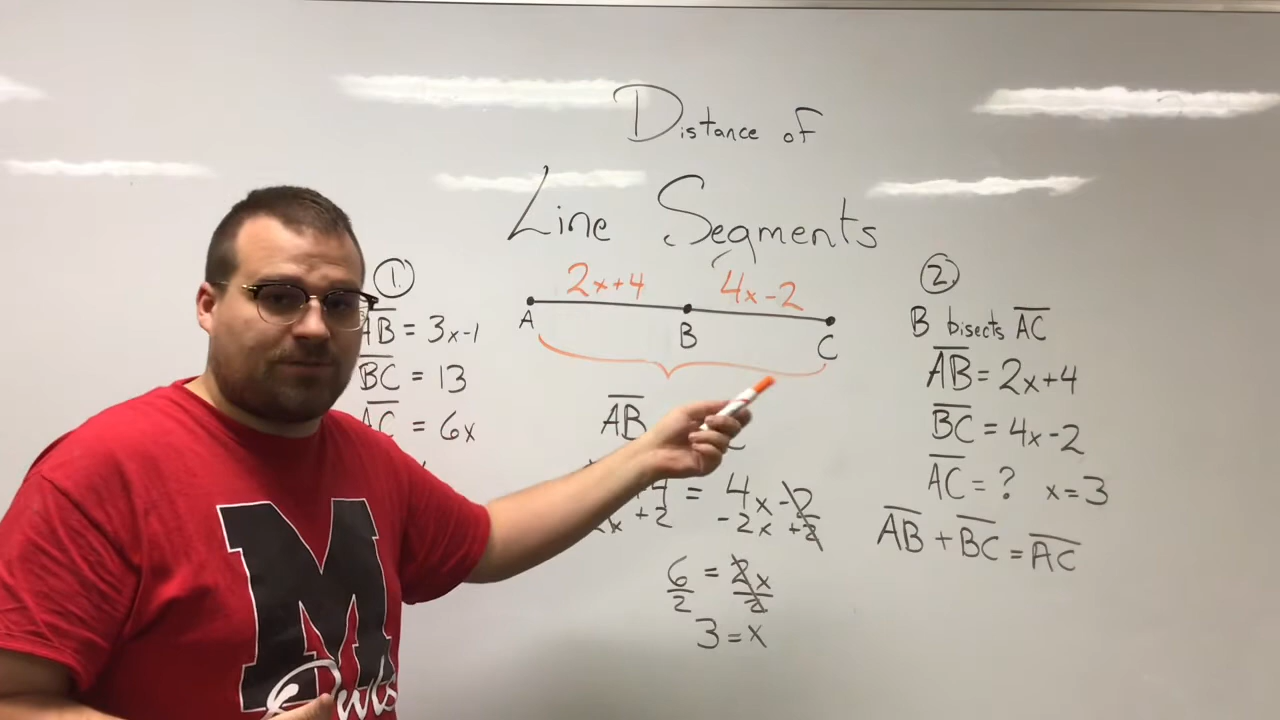 Distance of
Line Segments
①
AB = 3x-1
BC = 13
AC = 6x
2x+4 4x-2
A B C
AB
= 4x-2
+2 -2x +2
6/2 = 2x/2
3 = x
②
B bisects AC
AB = 2x+4
BC = 4x-2
AC = ? x=3
AB + BC = AC
M
Owls